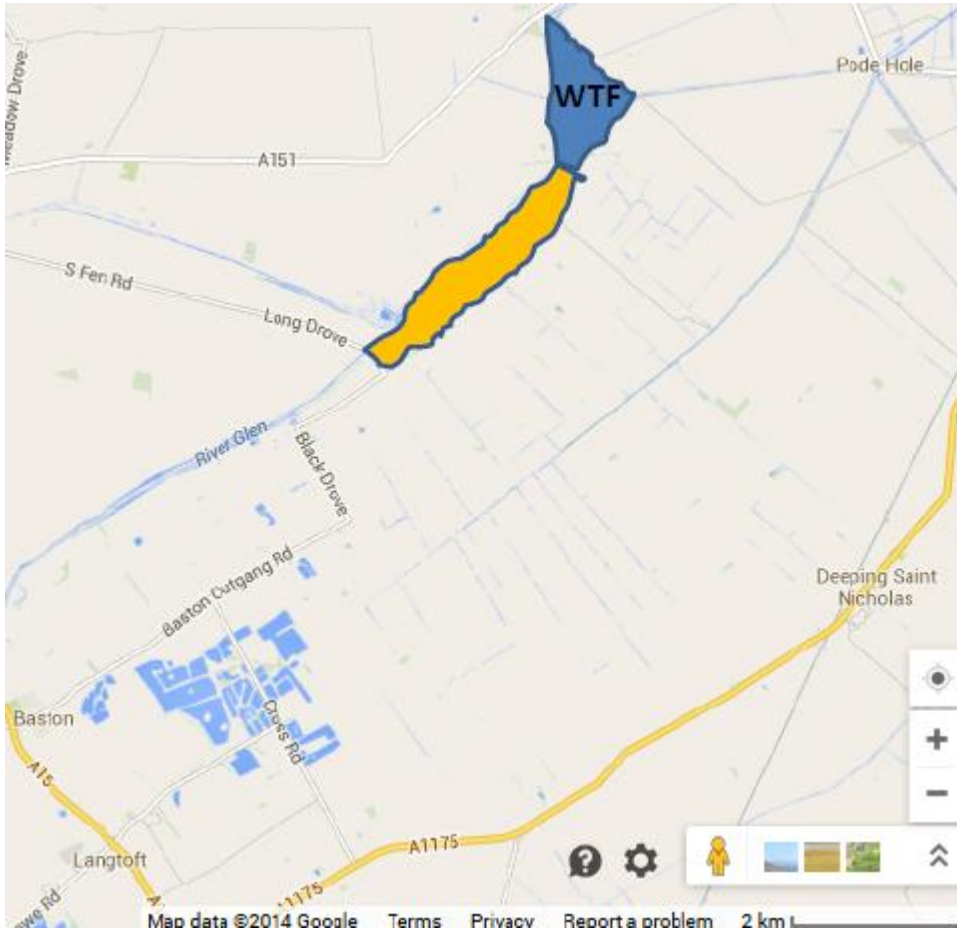 Meadow Drove
Pode Hole
WTF
A151
S Fen Rd
Long Drove
River Glen
Black Drove
Baston Outgang Rd
Deeping Saint
Nicholas
Baston
Cross Rd
A15
A1175
Langtoft
A1175
Map data ©2014 Google Terms Privacy Report a problem 2 km